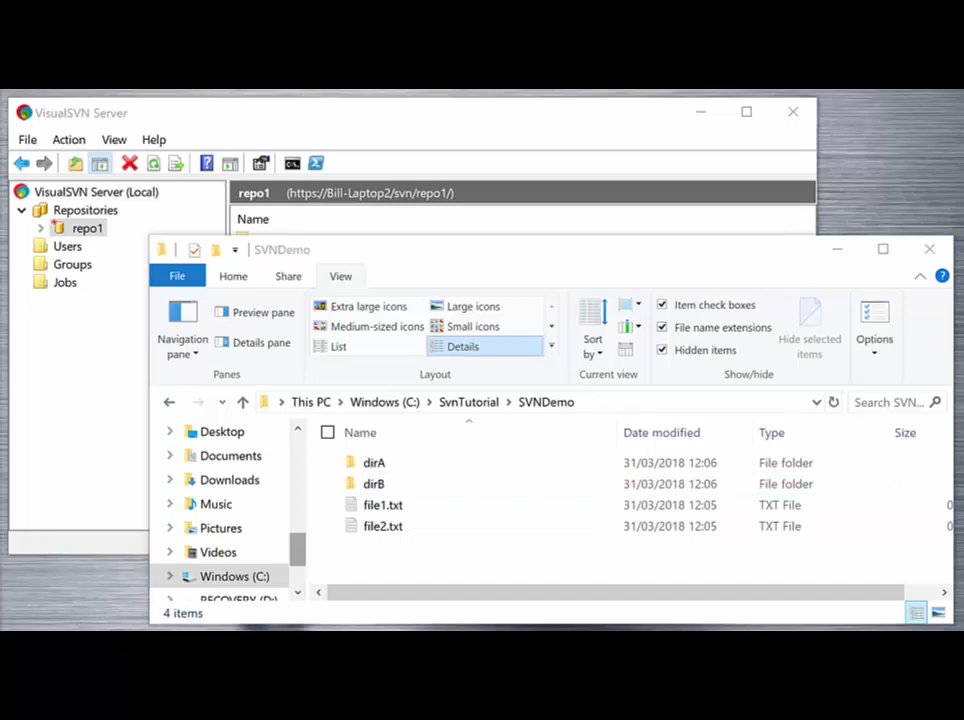 VisualSVN Server
File Action View Help
VisualSVN Server (Local)
Repositories
repo1
Users
Groups
Jobs
repo1 (https://Bill-Laptop2/svn/repo1/)
Name
SVNDemo
File Home Share View
Navigation pane
Preview pane
Details pane
Panes
Extra large icons Large icons
Medium-sized icons Small icons
List Details
Layout
Sort by
Current view
Item check boxes
File name extensions
Hidden items
Hide selected items
Show/hide
Options
This PC > Windows (C:) > SvnTutorial > SVNDemo
Search SVN...
Desktop
Documents
Downloads
Music
Pictures
Videos
Windows (C:)
RECOVERY (D:)
Name Date modified Type Size
dirA 31/03/2018 12:06 File folder
dirB 31/03/2018 12:06 File folder
file1.txt 31/03/2018 12:05 TXT File 0
file2.txt 31/03/2018 12:05 TXT File 0
4 items